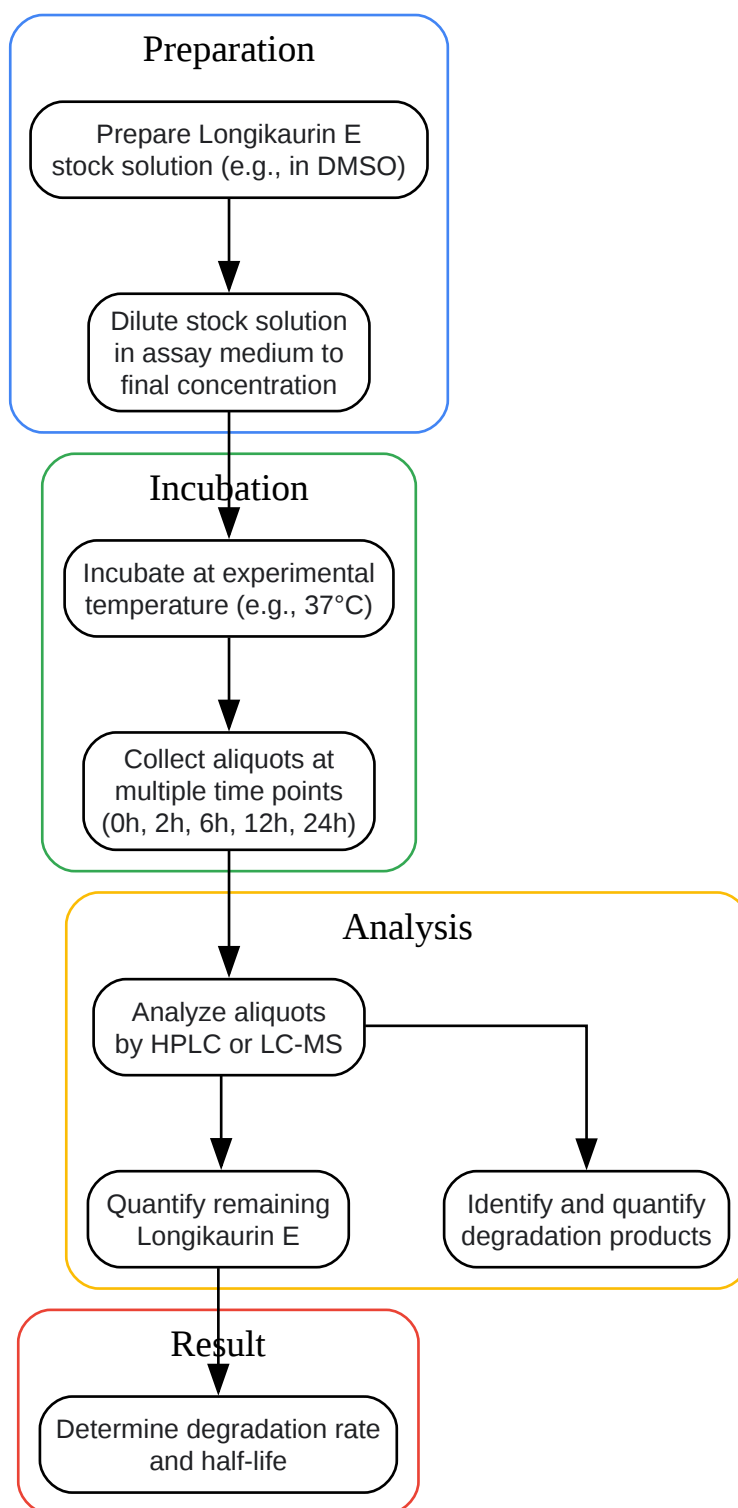 Preparation
Prepare Longikaurin E
stock solution (e.g., in DMSO)
Dilute stock solution
in assay medium to
final concentration
Incubation
Incubate at experimental
temperature (e.g., 37°C)
Collect aliquots at
multiple time points
(0h, 2h, 6h, 12h, 24h)
Analysis
Analyze aliquots
by HPLC or LC-MS
Quantify remaining
Longikaurin E
Identify and quantify
degradation products
Result
Determine degradation rate
and half-life